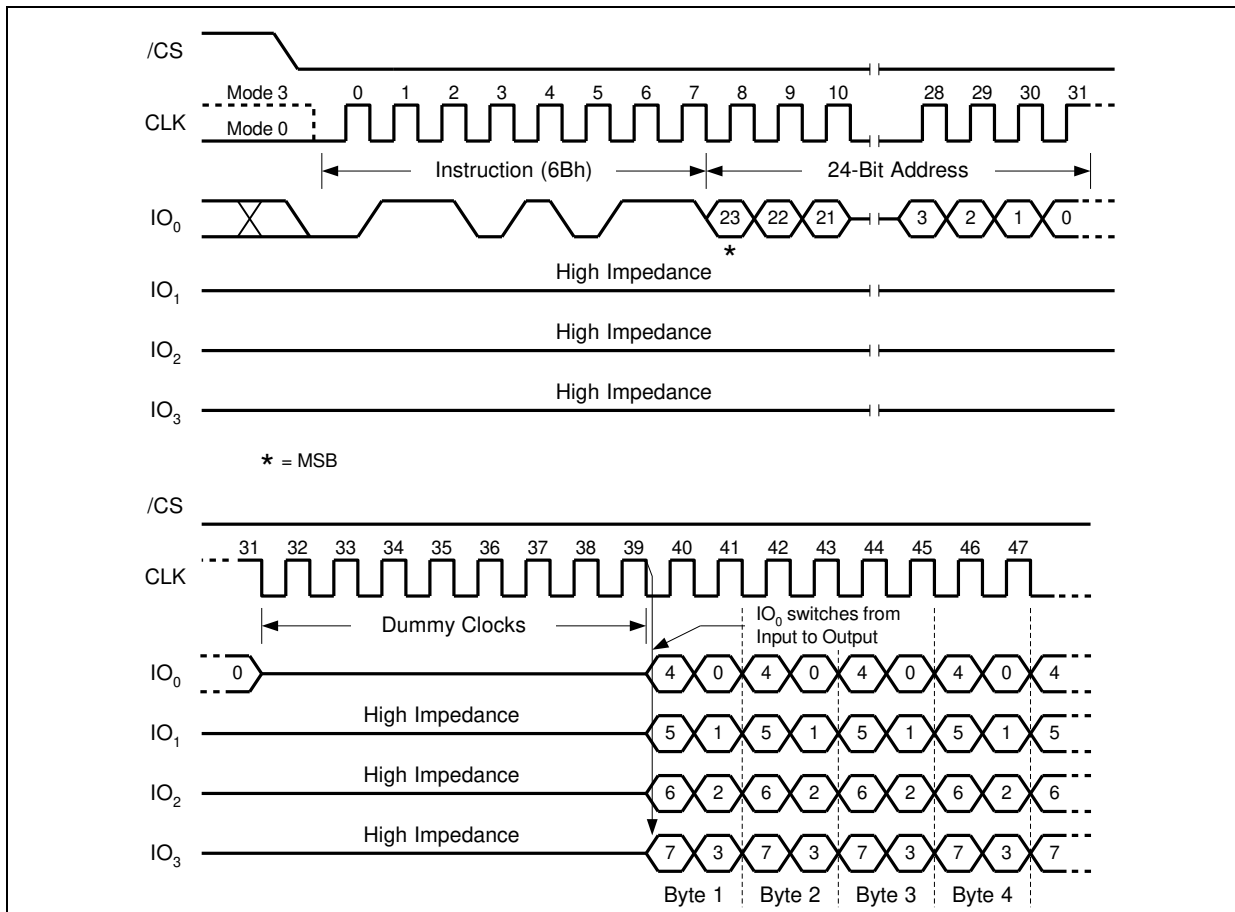 /CS
Mode 3
0 1 2 3 4 5 6 7 8 9 10 28 29 30 31
CLK
Mode 0
Instruction (6Bh)
24-Bit Address
IO0
23 22 21 3 2 1 0
*
High Impedance
IO1
High Impedance
IO2
High Impedance
IO3
* = MSB
/CS
31 32 33 34 35 36 37 38 39 40 41 42 43 44 45 46 47
CLK
Dummy Clocks
IO0 switches from
Input to Output
IO0
0 4 0 4 0 4 0 4 0 4
High Impedance
IO1
5 1 5 1 5 1 5 1 5
High Impedance
IO2
6 2 6 2 6 2 6 2 6
High Impedance
IO3
7 3 7 3 7 3 7 3 7
Byte 1 Byte 2 Byte 3 Byte 4